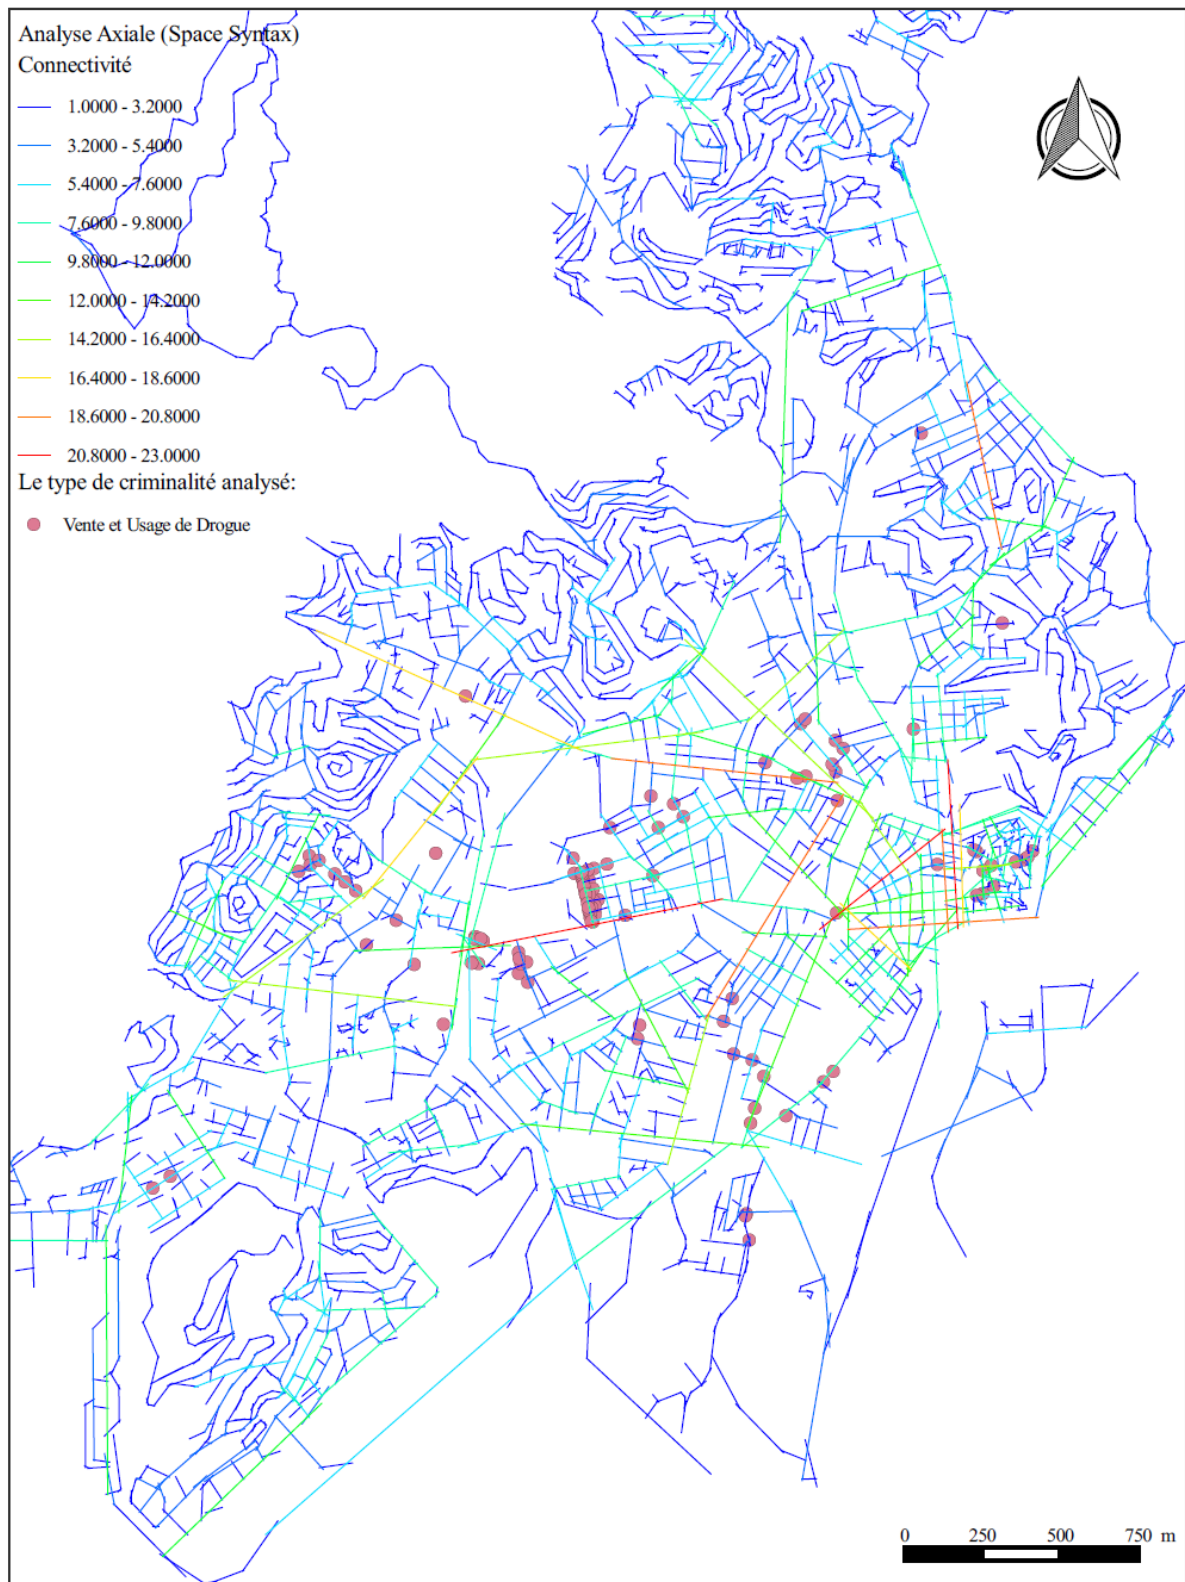 Analyse Axiale (Space Syntax)
Connectivité
1.0000 - 3.2000
3.2000 - 5.4000
5.4000 - 7.6000
7.6000 - 9.8000
9.8000 - 12.0000
12.0000 - 14.2000
14.2000 - 16.4000
16.4000 - 18.6000
18.6000 - 20.8000
20.8000 - 23.0000
Le type de criminalité analysé:
Vente et Usage de Drogue
0 250 500 750 m